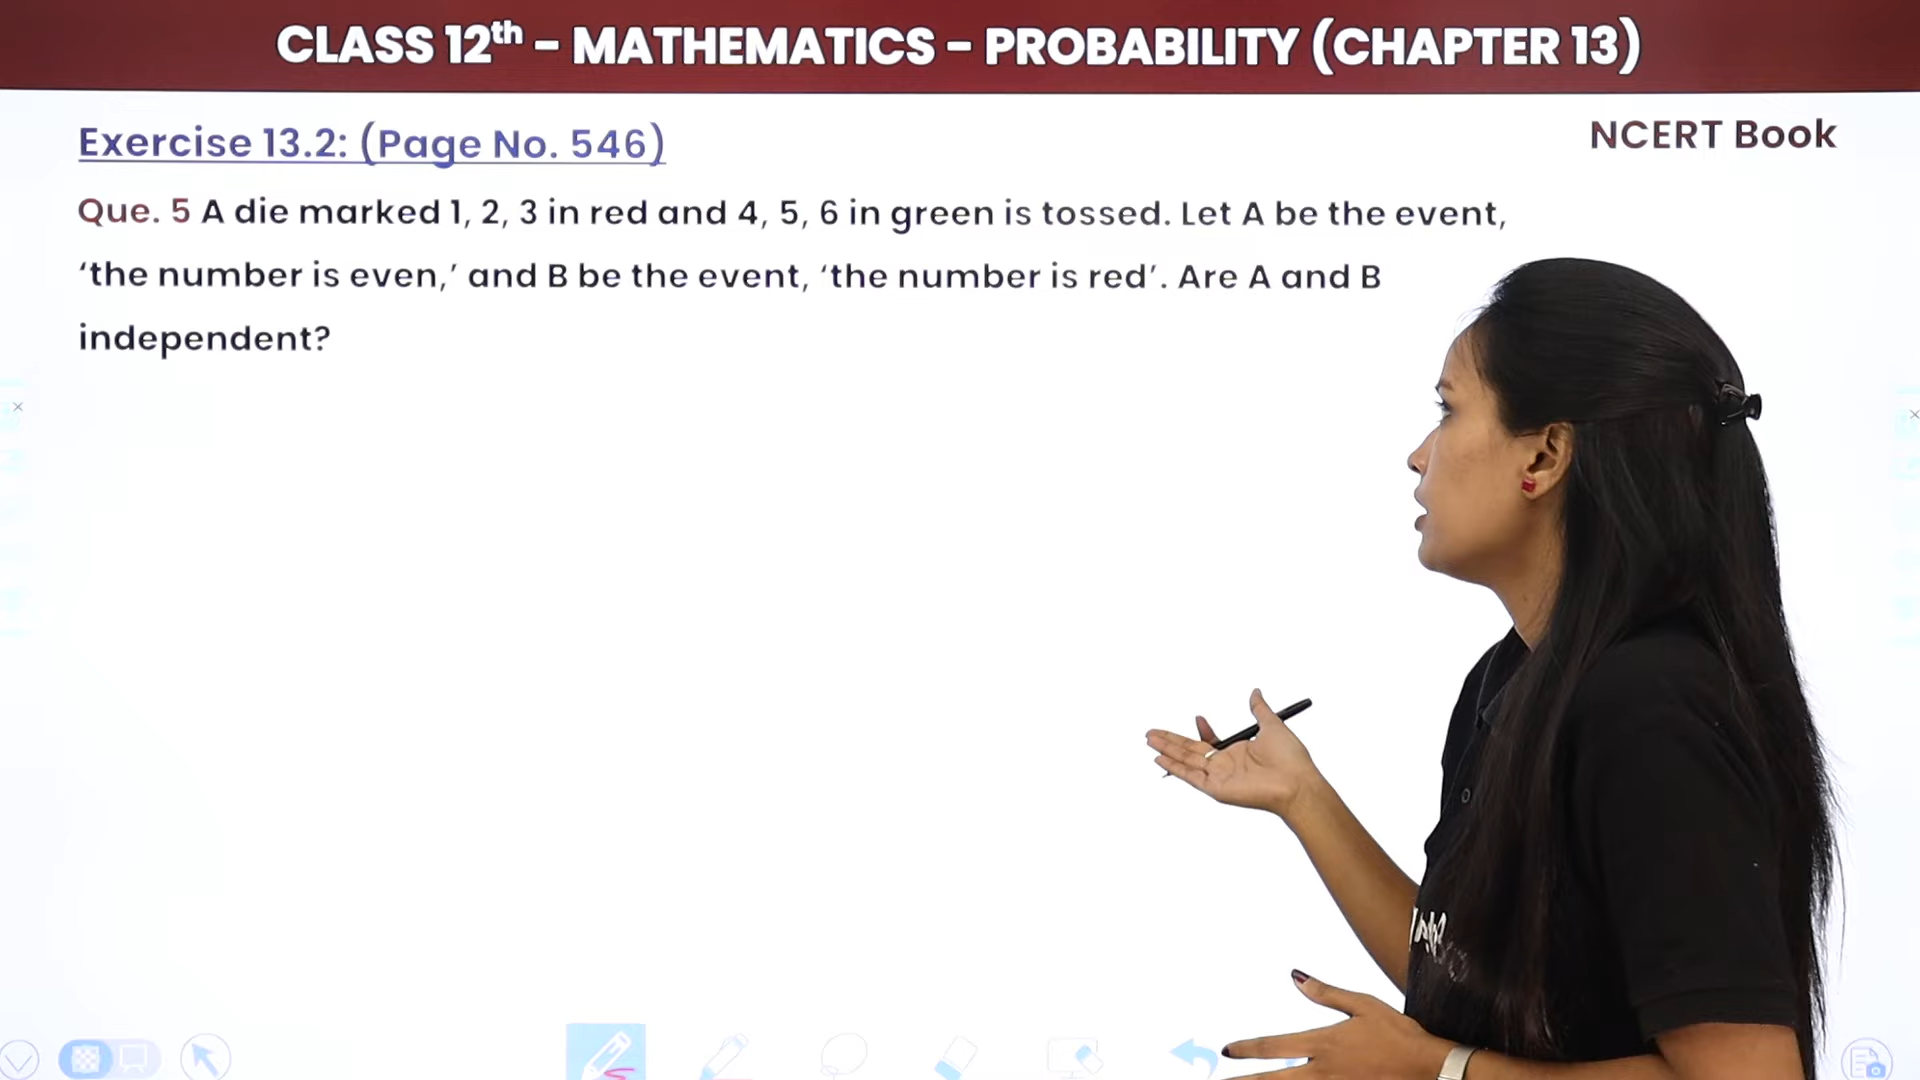 CLASS 12th - MATHEMATICS - PROBABILITY (CHAPTER 13)
Exercise 13.2: (Page No. 546)
NCERT Book
Que. 5 A die marked 1, 2, 3 in red and 4, 5, 6 in green is tossed. Let A be the event,
‘the number is even,’ and B be the event, ‘the number is red’. Are A and B
independent?